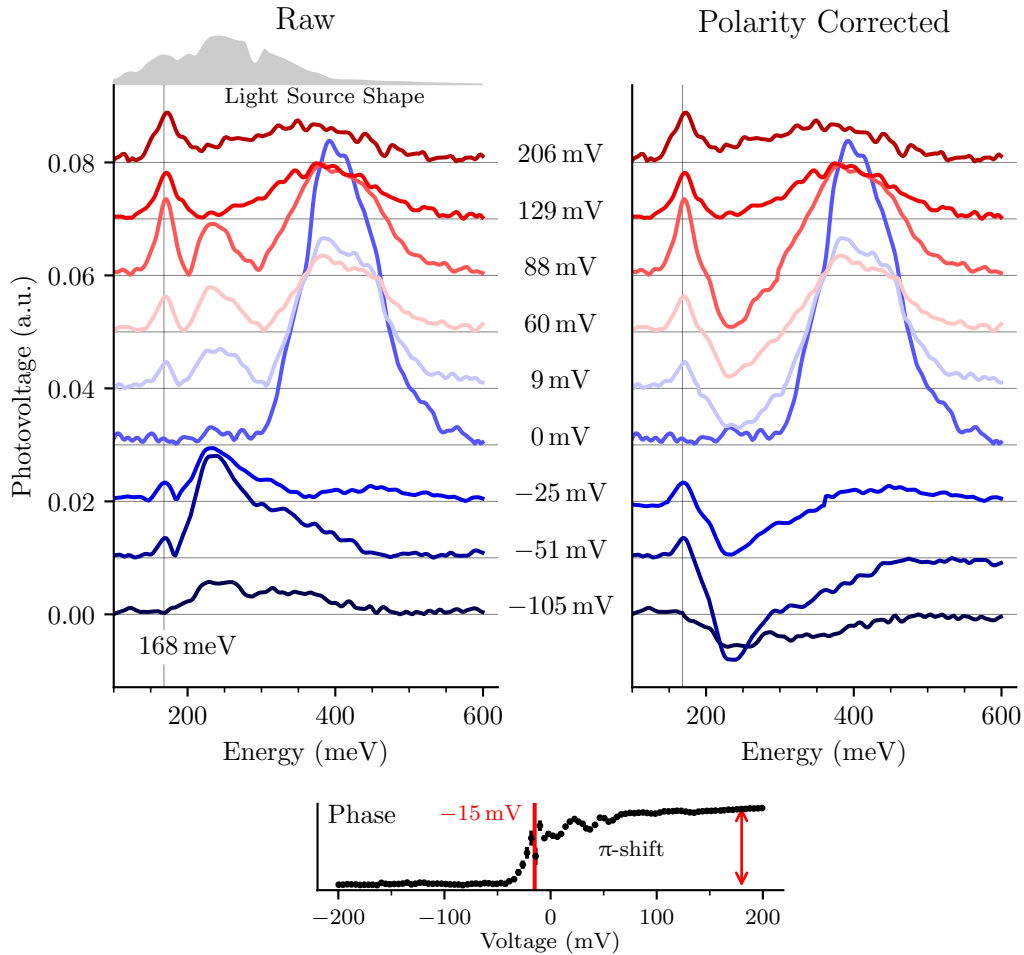 Raw
Polarity Corrected
Light Source Shape
Photovoltage (a.u.)
0.08
0.06
0.04
0.02
0.00
206 mV
129 mV
88 mV
60 mV
9 mV
0 mV
−25 mV
−51 mV
−105 mV
168 meV
200
400
600
Energy (meV)
200
400
600
Energy (meV)
Phase
−15 mV
π-shift
−200
−100
0
100
200
Voltage (mV)